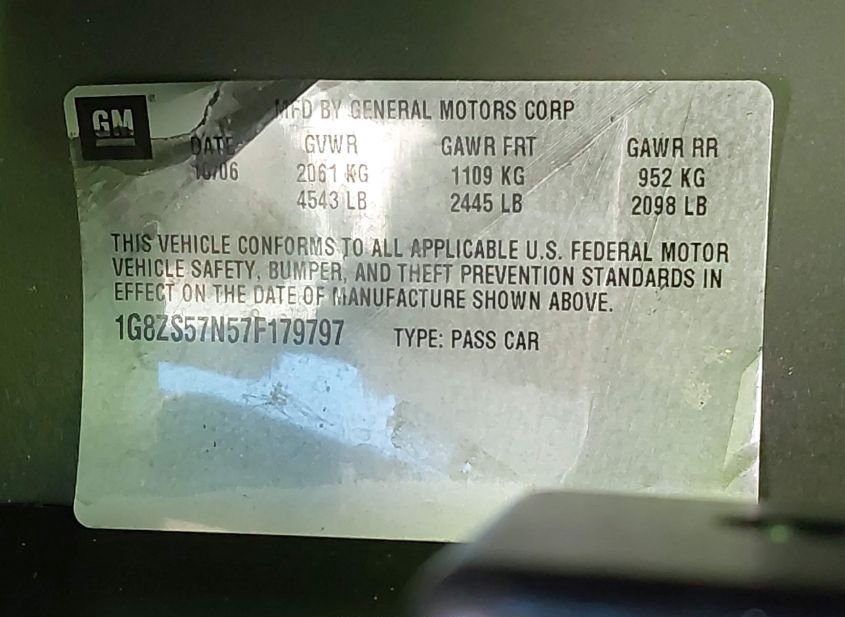 GM
MFD BY GENERAL MOTORS CORP
DATE GVWR GAWR FRT GAWR RR
10/06 2061 KG 1109 KG 952 KG
4543 LB 2445 LB 2098 LB
THIS VEHICLE CONFORMS TO ALL APPLICABLE U.S. FEDERAL MOTOR
VEHICLE SAFETY, BUMPER, AND THEFT PREVENTION STANDARDS IN
EFFECT ON THE DATE OF MANUFACTURE SHOWN ABOVE.
1G8ZS57N57F179797 TYPE: PASS CAR